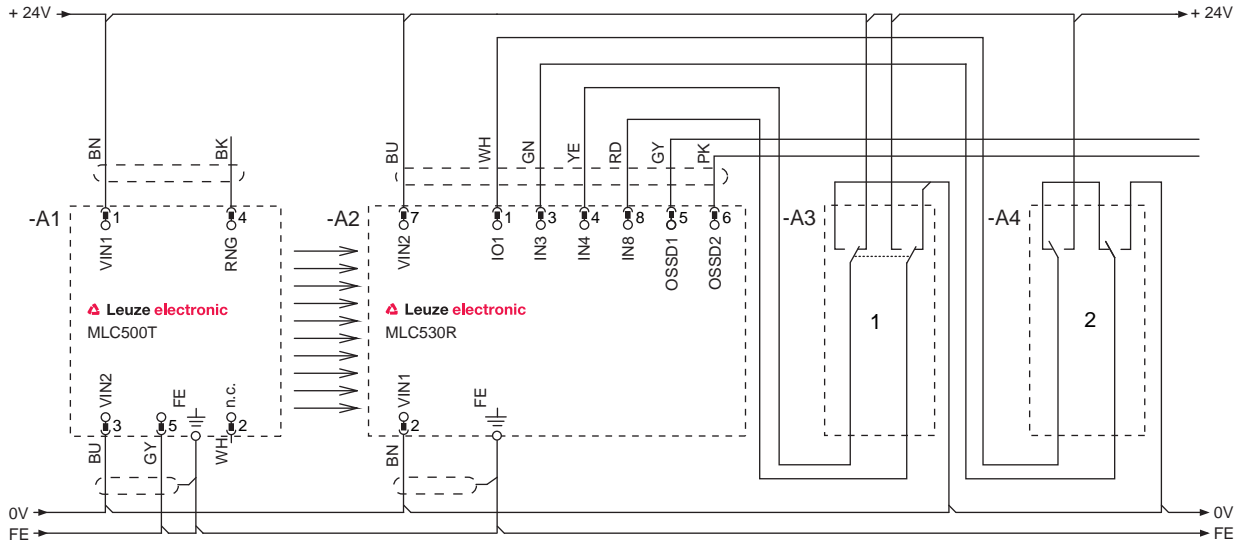 + 24V
+ 24V
BN
BK
BU
WH
GN
YE
RD
GY
PK
-A1
1
4
-A2
7
1
3
4
8
5
6
-A3
-A4
VIN1
RNG
VIN2
IO1
IN3
IN4
IN8
OSSD1
OSSD2
Leuze electronic
MLC500T
Leuze electronic
MLC530R
1
2
VIN2
FE
n.c.
VIN1
FE
3
5
2
2
BU
GY
WH
BN
0V
0V
FE
FE